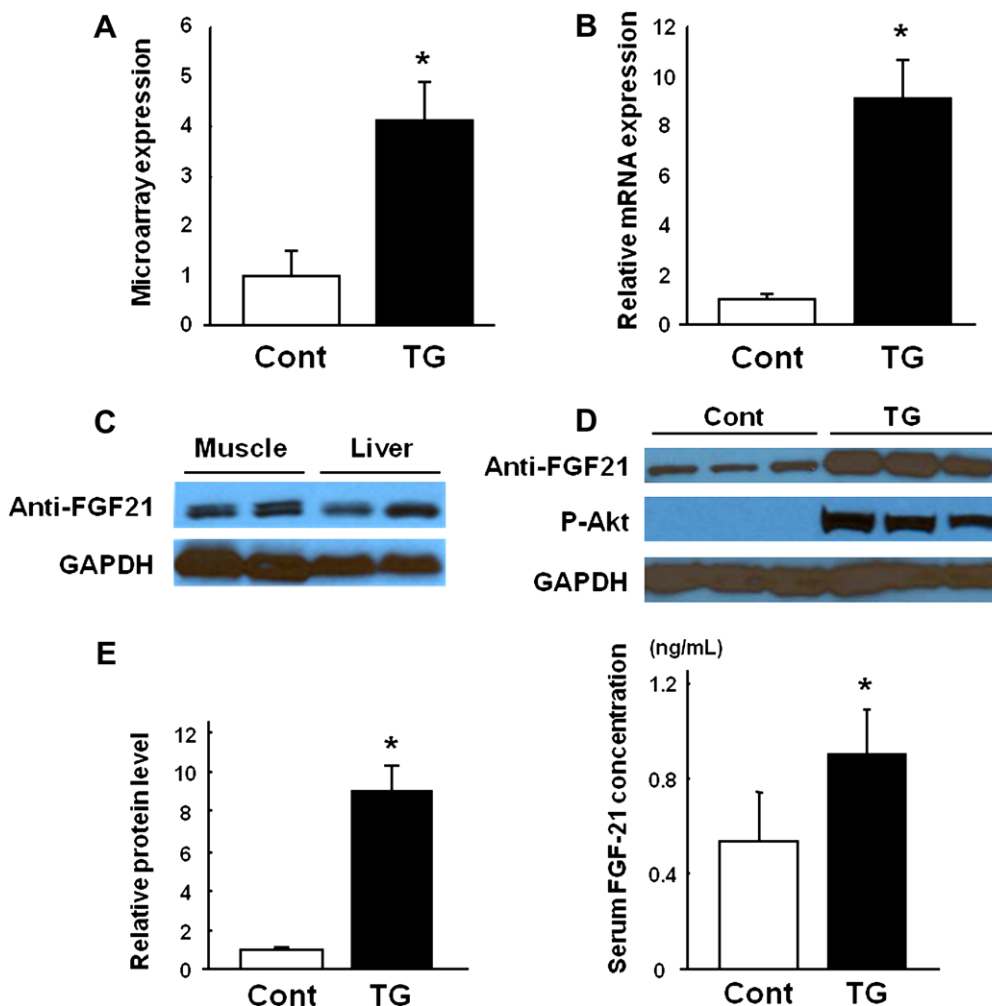 A
Microarray expression
6
5
4
3
2
1
0
*
Cont TG
B
Relative mRNA expression
12
10
8
6
4
2
0
*
Cont TG
C
Muscle Liver
Anti-FGF21
GAPDH
D
Cont TG
Anti-FGF21
P-Akt
GAPDH
E
Relative protein level
12
10
8
6
4
2
1
0
*
Cont TG
(ng/mL)
Serum FGF-21 concentration
1.2
0.8
0.4
0
*
Cont TG